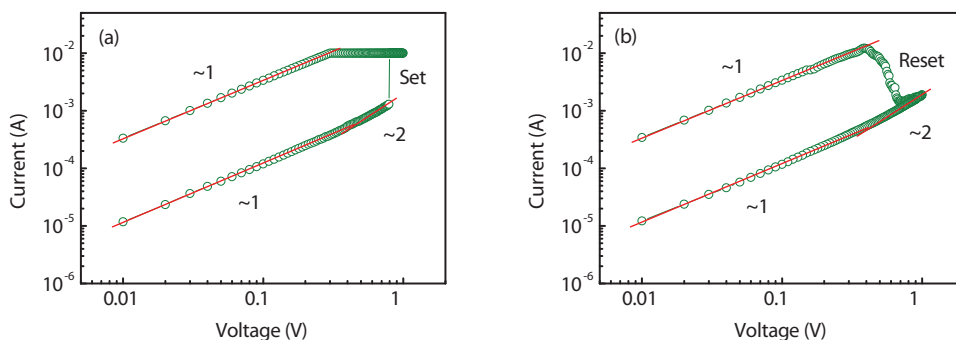 (a)
10⁻²
10⁻³
10⁻⁴
10⁻⁵
10⁻⁶
Current (A)
~1
Set
~2
~1
0.01
0.1
1
Voltage (V)
(b)
10⁻²
10⁻³
10⁻⁴
10⁻⁵
10⁻⁶
Current (A)
~1
Reset
~2
~1
0.01
0.1
1
Voltage (V)